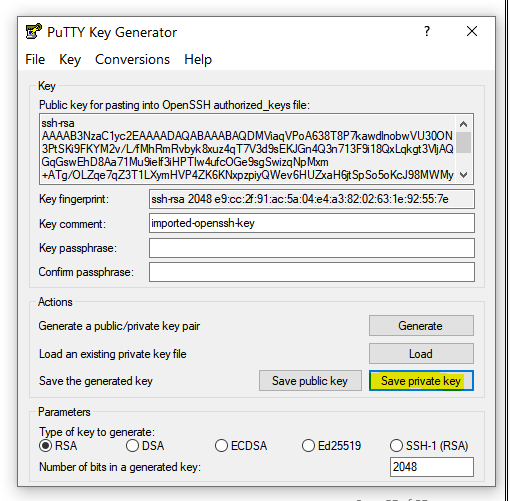 PuTTY Key Generator
File Key Conversions Help
Key
Public key for pasting into OpenSSH authorized_keys file:
ssh-rsa
AAAAB3NzaC1yc2EAAAADAQABAAABAQDMViaqVPoA638T8P7kawdlnobwVU30ON
3PtSKi9FKYM2v/L/fMhRmRvbyk8xuz4qT7V3d9sEKJGn4Q3n713F9i18QxLqkgt3VljAQ
GqGswEhD8Aa71Mu9ielf3iHPTlw4ufcOGe9sgSwizqNpMxm
+ATg/OLZqe7qZ3T1LXymHVP4ZK6KNxpzpiyQWev6HUZxaH6jtSpSo5oKcJ98MWMy
Key fingerprint: ssh-rsa 2048 e9:cc:2f:91:ac:5a:04:e4:a3:82:02:63:1e:92:55:7e
Key comment: imported-openssh-key
Key passphrase:
Confirm passphrase:
Actions
Generate a public/private key pair Generate
Load an existing private key file Load
Save the generated key Save public key Save private key
Parameters
Type of key to generate:
RSA DSA ECDSA Ed25519 SSH-1 (RSA)
Number of bits in a generated key: 2048